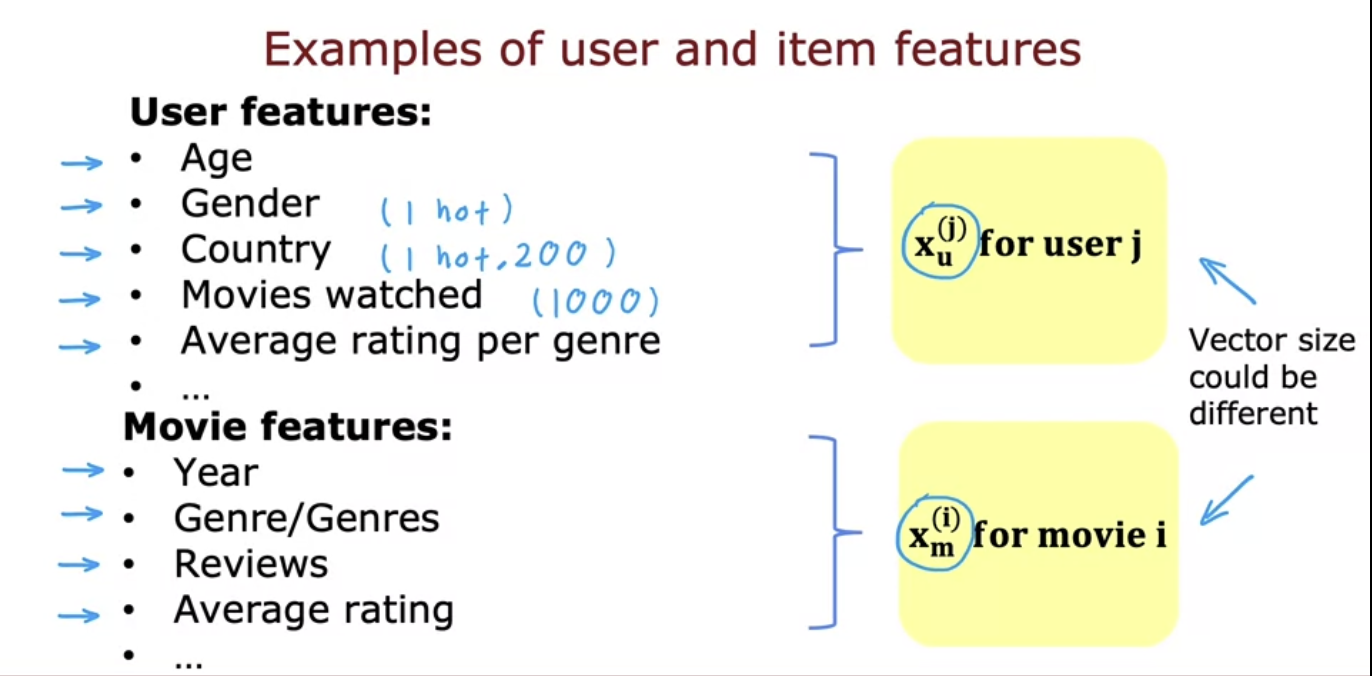 Examples of user and item features
User features:
• Age
• Gender (1 hot)
• Country (1 hot, 200)
• Movies watched (1000)
• Average rating per genre
• ...
x_u^(j) for user j
Vector size
could be
different
Movie features:
• Year
• Genre/Genres
• Reviews
• Average rating
• ...
x_m^(i) for movie i